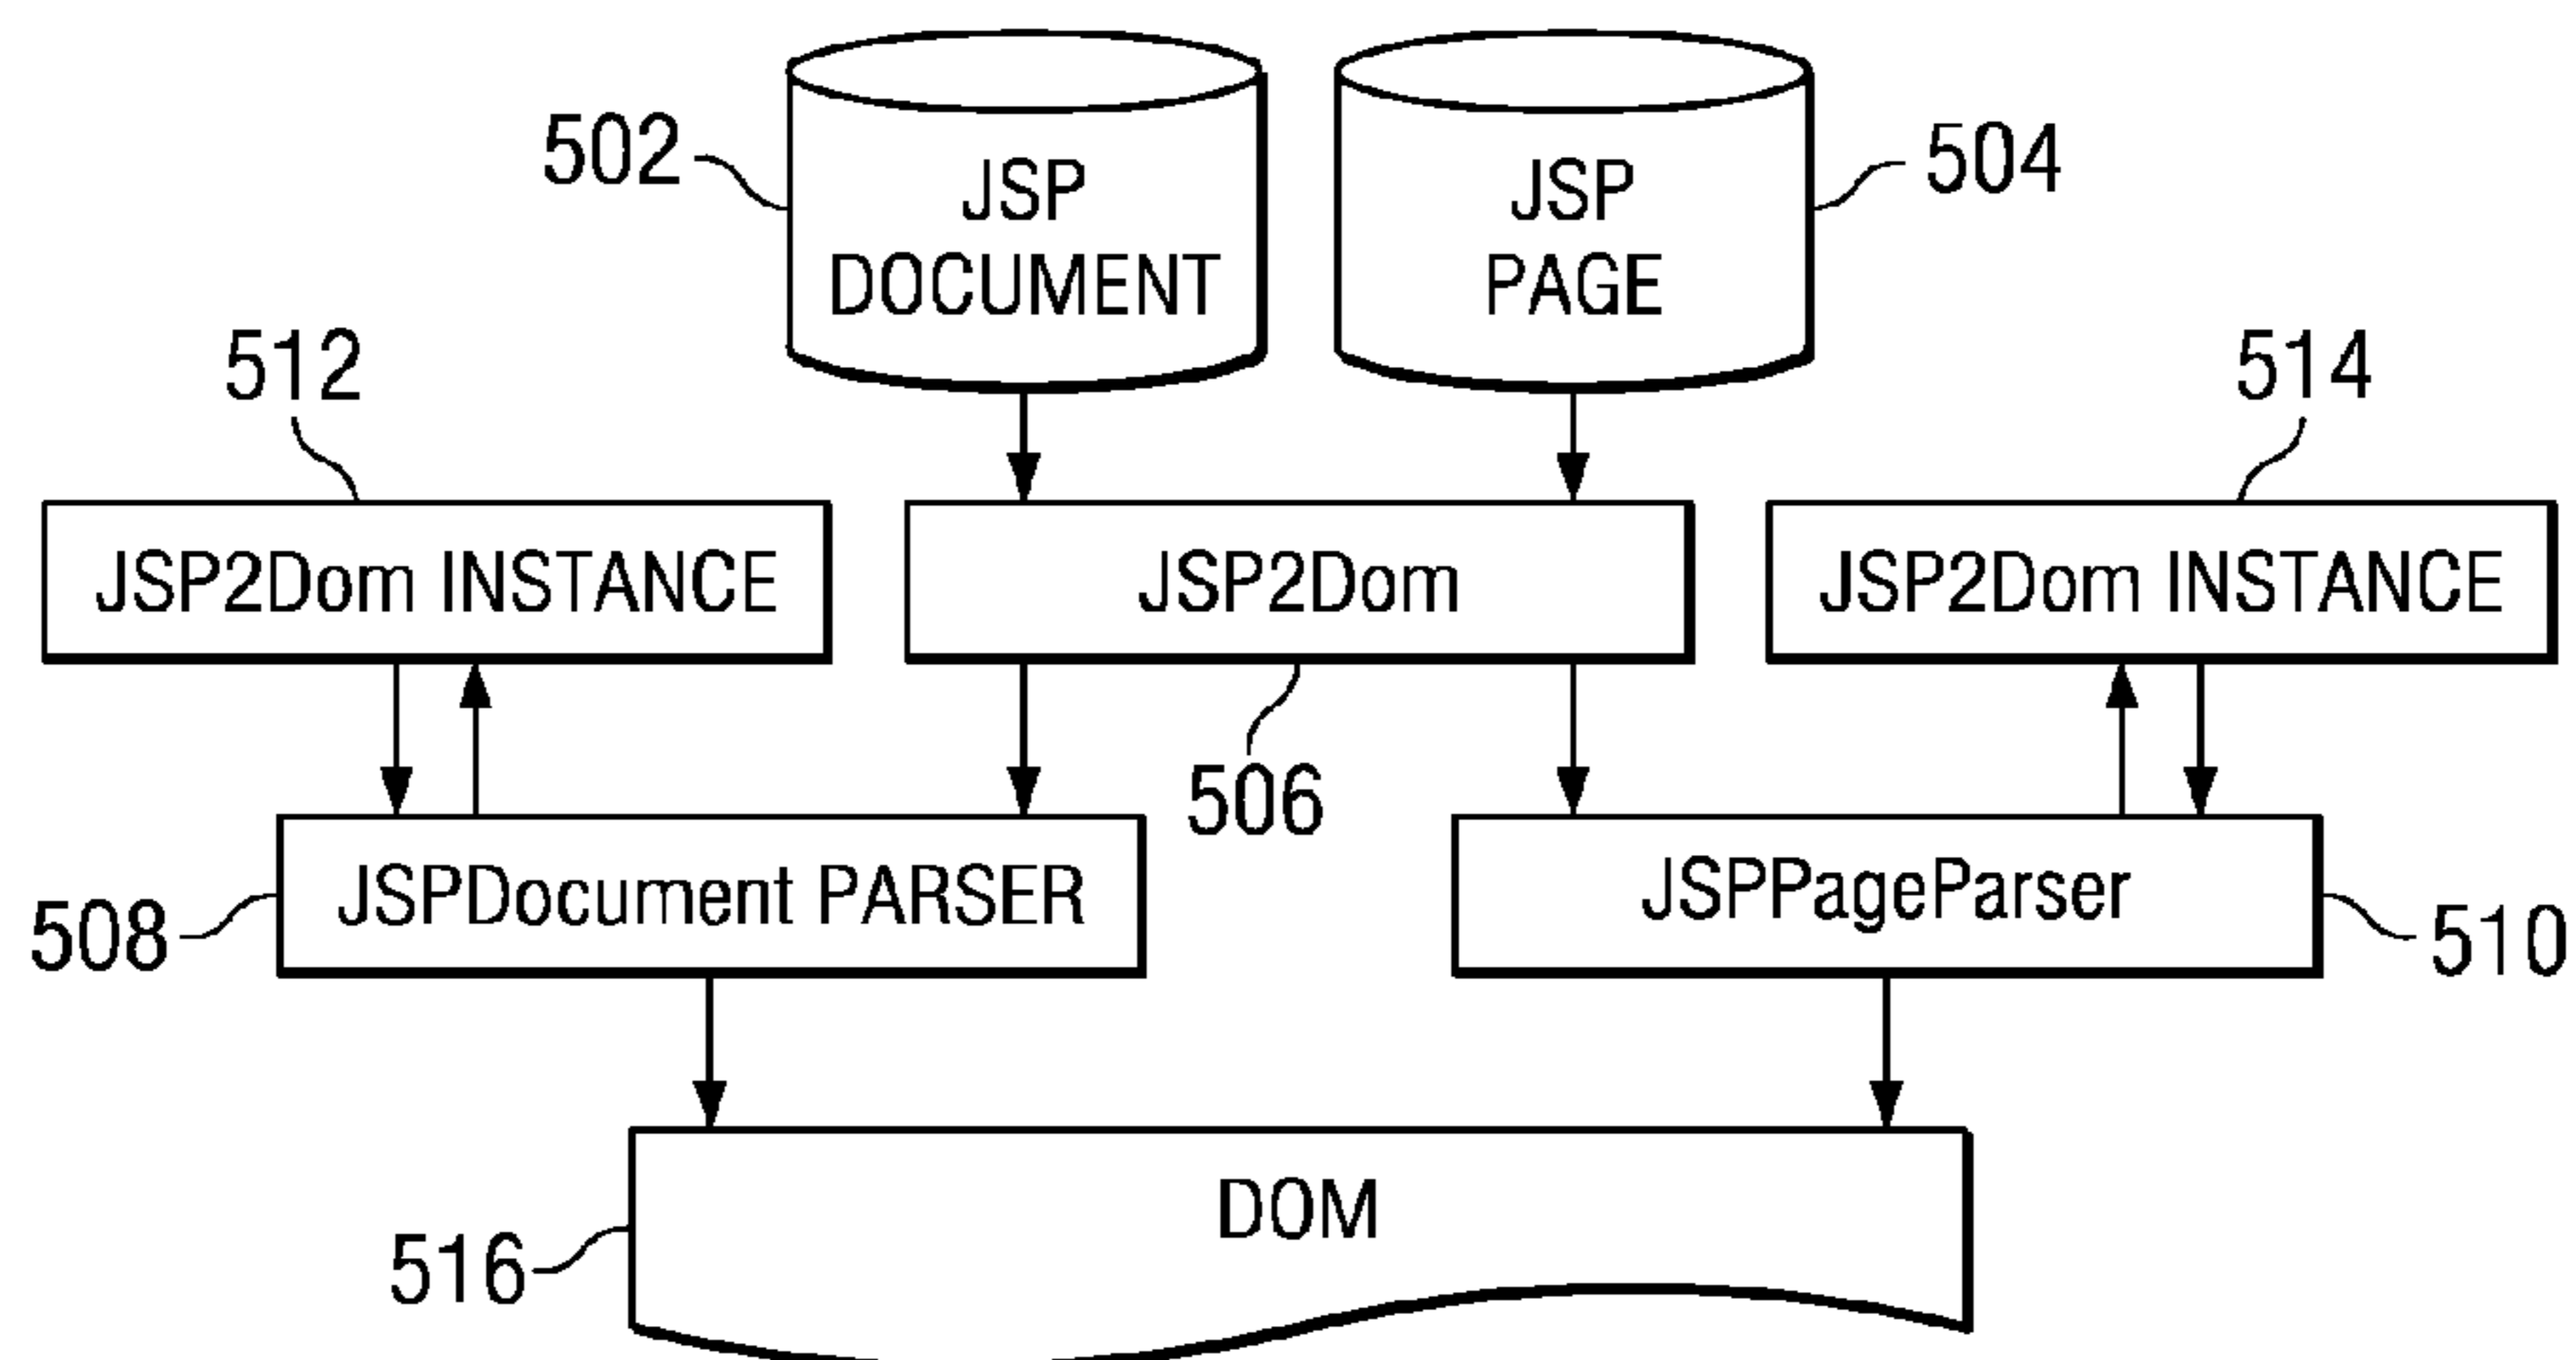 502
JSP
DOCUMENT
JSP
PAGE
504
512
514
JSP2Dom INSTANCE
JSP2Dom
JSP2Dom INSTANCE
506
508
JSPDocument PARSER
JSPPageParser
510
DOM
516